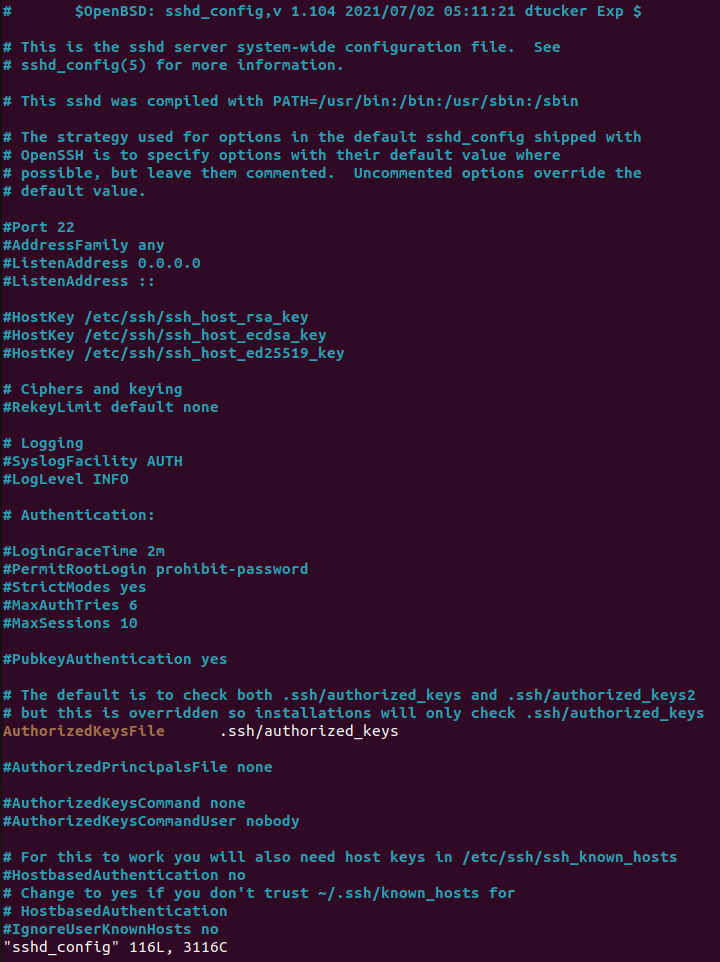 #       $OpenBSD: sshd_config,v 1.104 2021/07/02 05:11:21 dtucker Exp $
# This is the sshd server system-wide configuration file.  See
# sshd_config(5) for more information.
# This sshd was compiled with PATH=/usr/bin:/bin:/usr/sbin:/sbin
# The strategy used for options in the default sshd_config shipped with
# OpenSSH is to specify options with their default value where
# possible, but leave them commented.  Uncommented options override the
# default value.
#Port 22
#AddressFamily any
#ListenAddress 0.0.0.0
#ListenAddress ::
#HostKey /etc/ssh/ssh_host_rsa_key
#HostKey /etc/ssh/ssh_host_ecdsa_key
#HostKey /etc/ssh/ssh_host_ed25519_key
# Ciphers and keying
#RekeyLimit default none
# Logging
#SyslogFacility AUTH
#LogLevel INFO
# Authentication:
#LoginGraceTime 2m
#PermitRootLogin prohibit-password
#StrictModes yes
#MaxAuthTries 6
#MaxSessions 10
#PubkeyAuthentication yes
# The default is to check both .ssh/authorized_keys and .ssh/authorized_keys2
# but this is overridden so installations will only check .ssh/authorized_keys
AuthorizedKeysFile      .ssh/authorized_keys
#AuthorizedPrincipalsFile none
#AuthorizedKeysCommand none
#AuthorizedKeysCommandUser nobody
# For this to work you will also need host keys in /etc/ssh/ssh_known_hosts
#HostbasedAuthentication no
# Change to yes if you don't trust ~/.ssh/known_hosts for
# HostbasedAuthentication
#IgnoreUserKnownHosts no
"sshd_config" 116L, 3116C